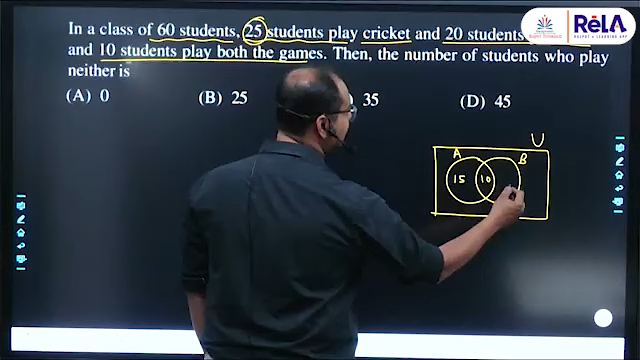 In a class of 60 students, 25 students play cricket and 20 students
and 10 students play both the games. Then, the number of students who play
neither is
(A) 0
(B) 25
35
(D) 45
U
A
B
15
10
RELA